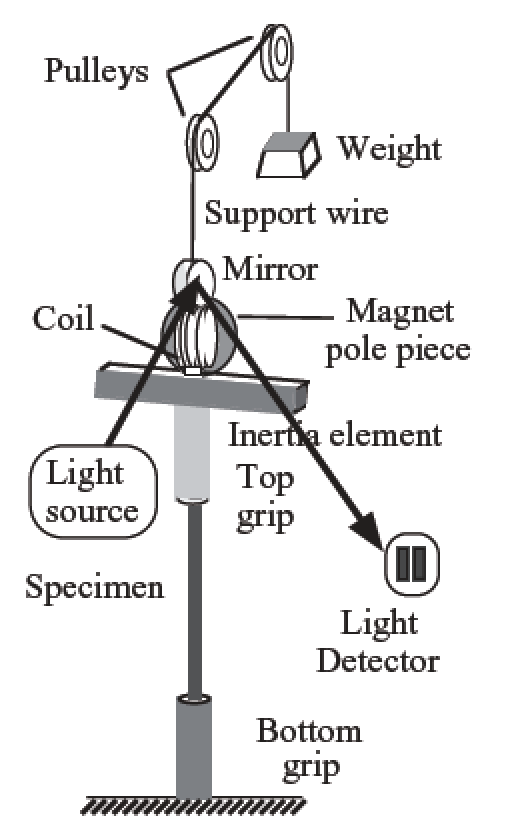 Pulleys
Weight
Support wire
Mirror
Coil
Magnet
pole piece
Inertia element
Light
source
Top
grip
Specimen
Light
Detector
Bottom
grip